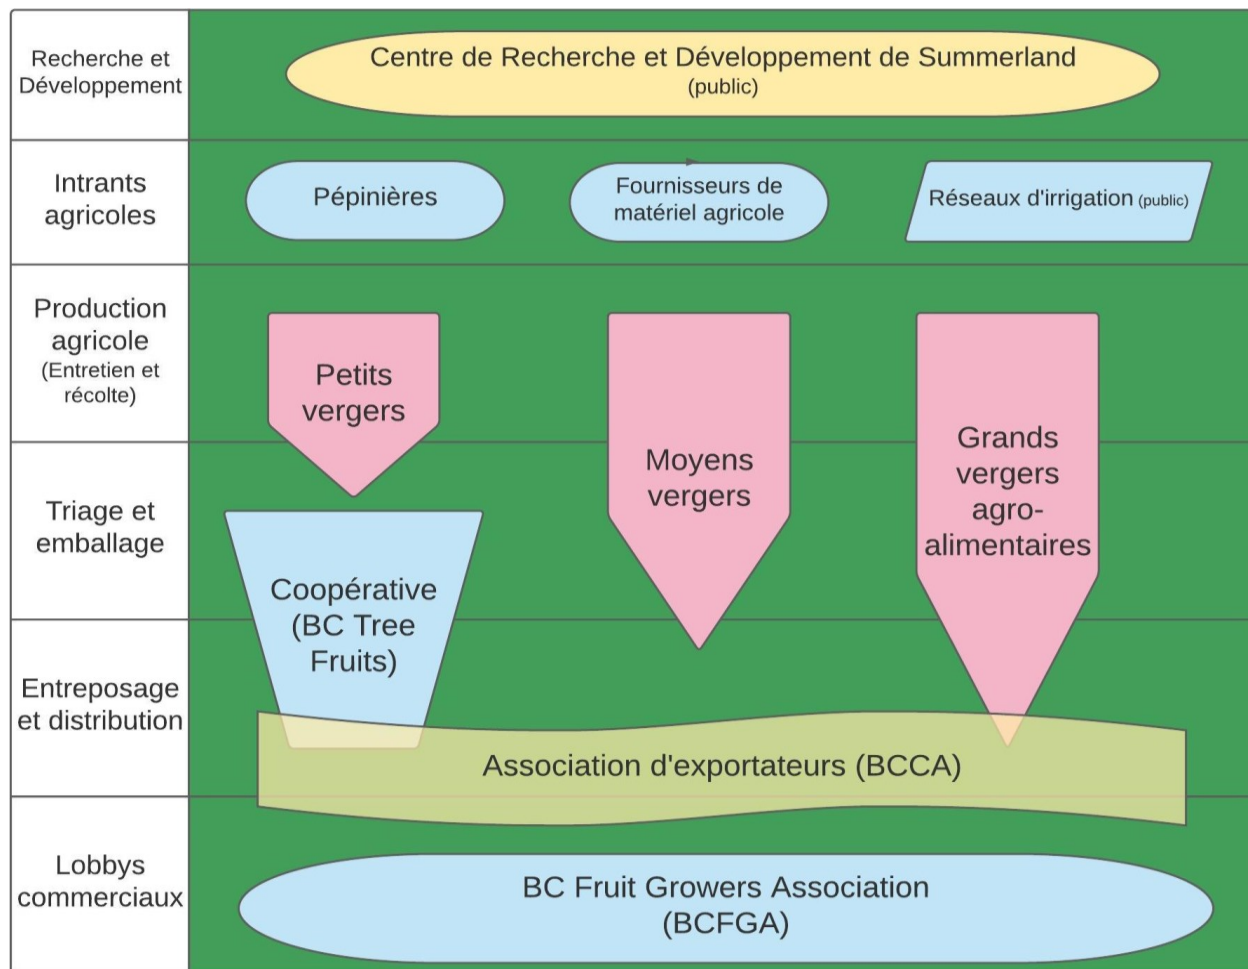 Recherche et
Développement
Centre de Recherche et Développement de Summerland
(public)
Intrants
agricoles
Pépinières
Fournisseurs de
matériel agricole
Réseaux d'irrigation (public)
Production
agricole
(Entretien et
récolte)
Petits
vergers
Moyens
vergers
Grands
vergers
agro-
alimentaires
Triage et
emballage
Coopérative
(BC Tree
Fruits)
Entreposage
et distribution
Association d'exportateurs (BCCA)
Lobbys
commerciaux
BC Fruit Growers Association
(BCFGA)